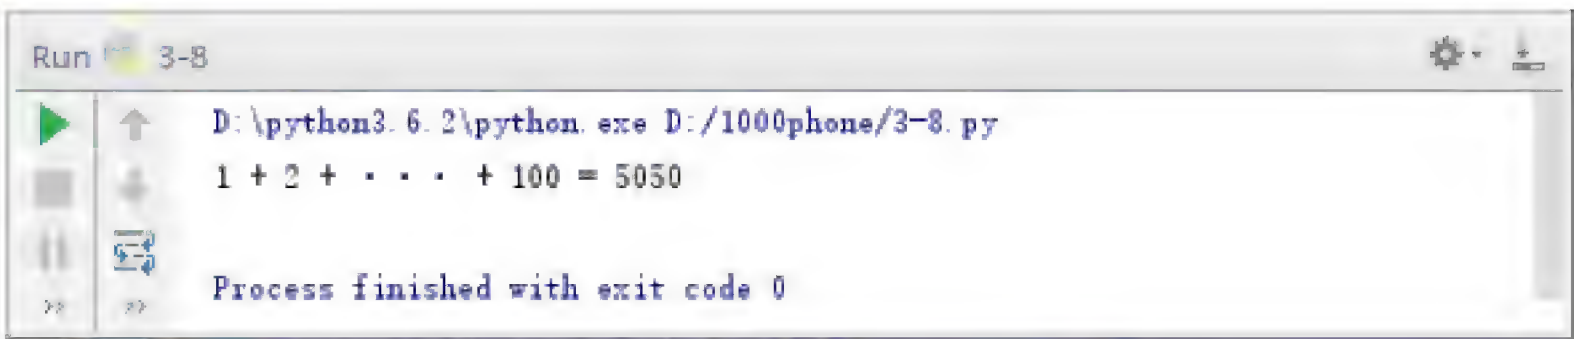 Run 3-8
D:\python3.6.2\python.exe D:/1000phone/3-8.py
1 + 2 + · · · + 100 = 5050
Process finished with exit code 0